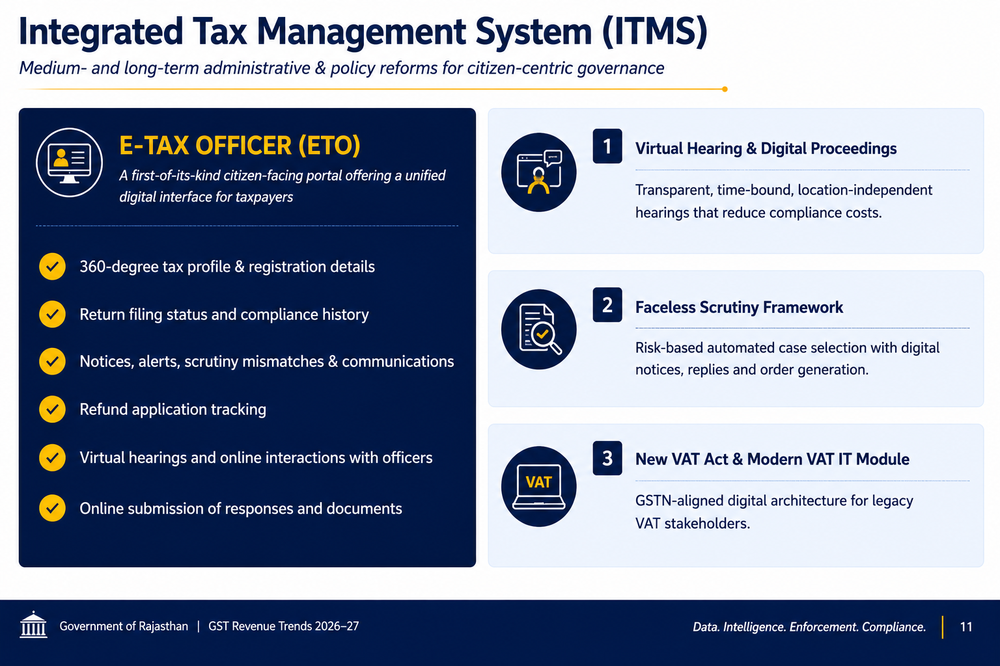 Integrated Tax Management System (ITMS)
Medium- and long-term administrative & policy reforms for citizen-centric governance
E-TAX OFFICER (ETO)
A first-of-its-kind citizen-facing portal offering a unified
digital interface for taxpayers
360-degree tax profile & registration details
Return filing status and compliance history
Notices, alerts, scrutiny mismatches & communications
Refund application tracking
Virtual hearings and online interactions with officers
Online submission of responses and documents
1
Virtual Hearing & Digital Proceedings
Transparent, time-bound, location-independent
hearings that reduce compliance costs.
2
Faceless Scrutiny Framework
Risk-based automated case selection with digital
notices, replies and order generation.
VAT
3
New VAT Act & Modern VAT IT Module
GSTN-aligned digital architecture for legacy
VAT stakeholders.
Government of Rajasthan | GST Revenue Trends 2026–27
Data. Intelligence. Enforcement. Compliance. | 11